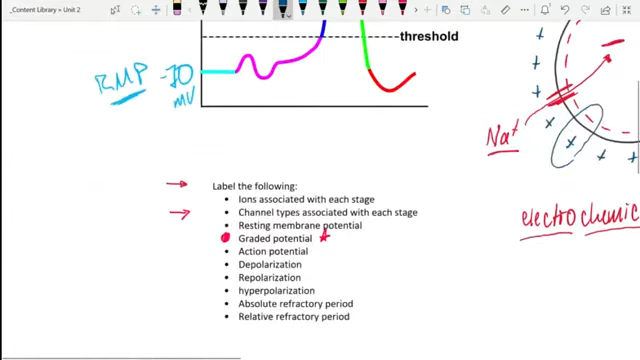 _Content Library » Unit 2
threshold
RMP -70
mV
Na+
Label the following:
Ions associated with each stage
Channel types associated with each stage
Resting membrane potential
Graded potential
Action potential
Depolarization
Repolarization
hyperpolarization
Absolute refractory period
Relative refractory period
electrochemic